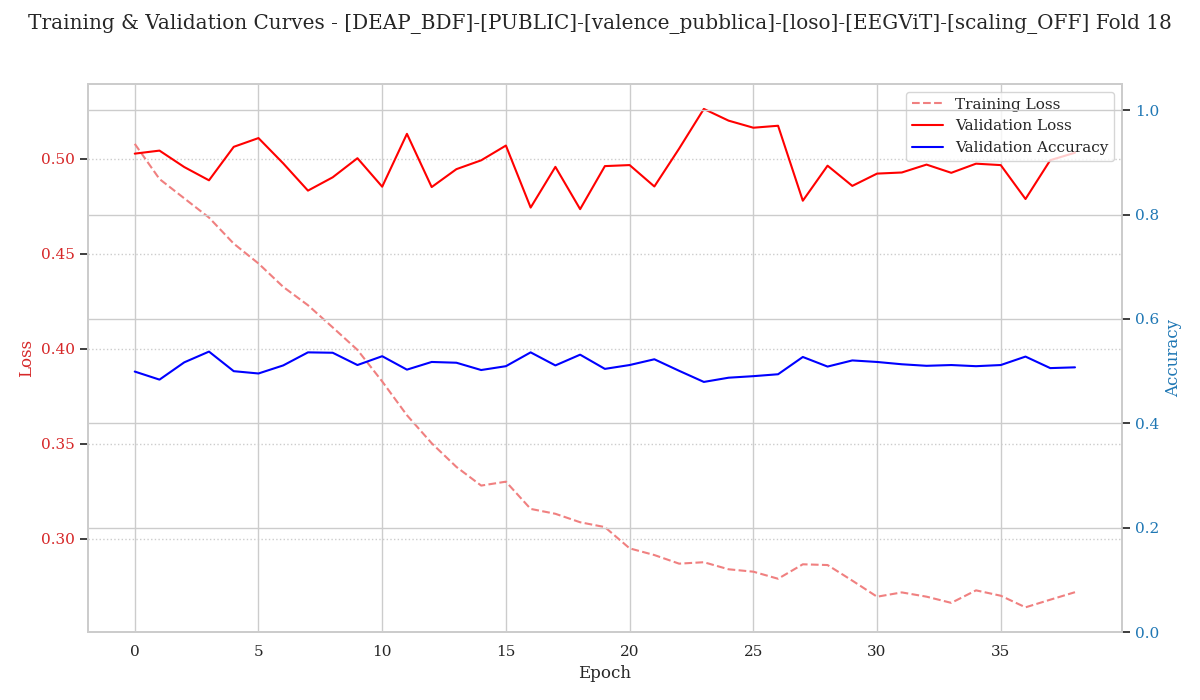 Training & Validation Curves - [DEAP_BDF]-[PUBLIC]-[valence_pubblica]-[loso]-[EEGViT]-[scaling_OFF] Fold 18
Training Loss
Validation Loss
Validation Accuracy
0.50
0.45
0.40
0.35
0.30
Loss
1.0
0.8
0.6
0.4
0.2
0.0
Accuracy
0
5
10
15
20
25
30
35
Epoch